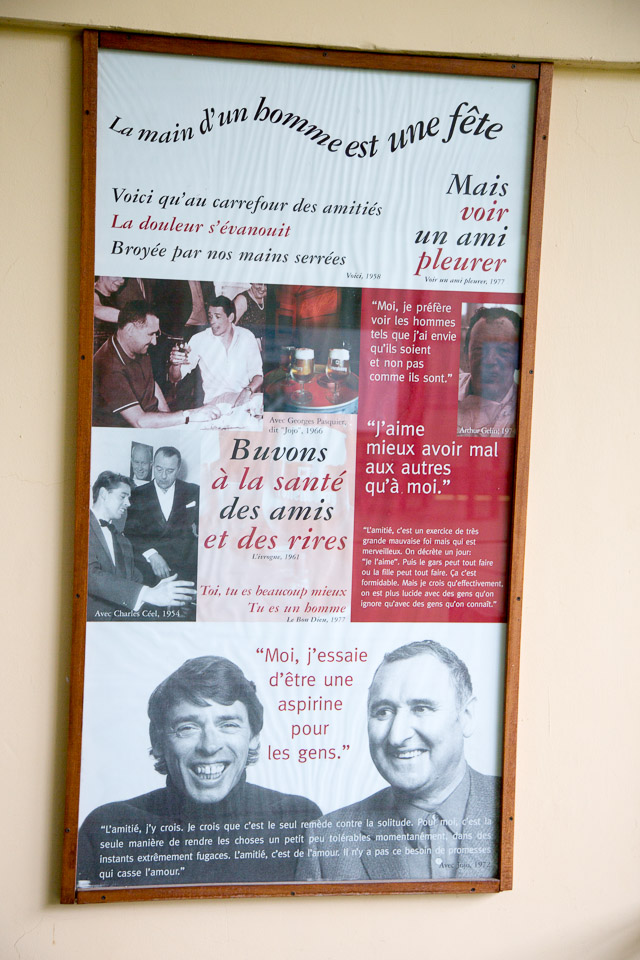 La main d'un homme est une fête
Voici qu'au carrefour des amitiés
La douleur s'évanouit
Broyée par nos mains serrées
Voici, 1958
Mais
voir
un ami
pleurer
Voir un ami pleurer, 1977
"Moi, je préfère
voir les hommes
tels que j'ai envie
qu'ils soient
et non pas
comme ils sont."
Arthur Gelin, 1974
Avec Georges Pasquier,
dit "Jojo", 1966
"J'aime
mieux avoir mal
aux autres
qu'à moi."
Buvons
à la santé
des amis
et des rires
L'ivrogne, 1961
"L'amitié, c'est un exercice de très
grande mauvaise foi mais qui est
merveilleux. On décrète un jour:
"Je l'aime". Puis le gars peut tout faire
ou la fille peut tout faire. Ça c'est
formidable. Mais je crois qu'effectivement,
on est plus lucide avec des gens qu'on
ignore qu'avec des gens qu'on connaît."
Toi, tu es beaucoup mieux
Tu es un homme
Le Bon Dieu, 1977
Avec Charles Céel, 1954
"Moi, j'essaie
d'être une
aspirine
pour
les gens."
"L'amitié, j'y crois. Je crois que c'est le seul remède contre la solitude. Pour moi, c'est la
seule manière de rendre les choses un petit peu tolérables momentanément, dans des
instants extrêmement fugaces. L'amitié, c'est de l'amour. Il n'y a pas ce besoin de promesses
qui casse l'amour."
Avec Jojo,